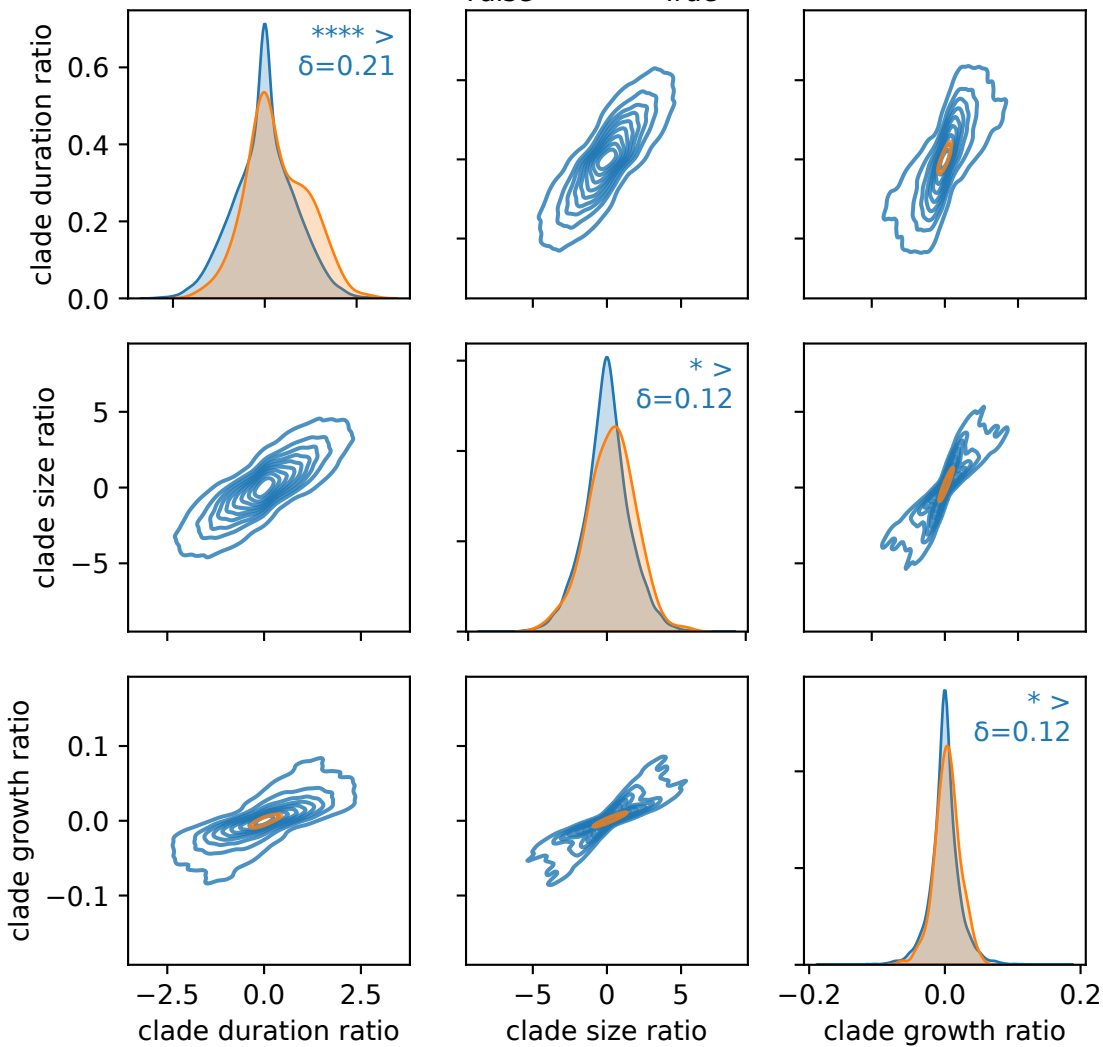 **** >
δ=0.21
clade duration ratio
0.6
0.4
0.2
0.0
* >
δ=0.12
clade size ratio
5
0
−5
* >
δ=0.12
clade growth ratio
0.1
0.0
−0.1
−2.5 0.0 2.5 −5 0 5 −0.2 0.0 0.2
clade duration ratio clade size ratio clade growth ratio